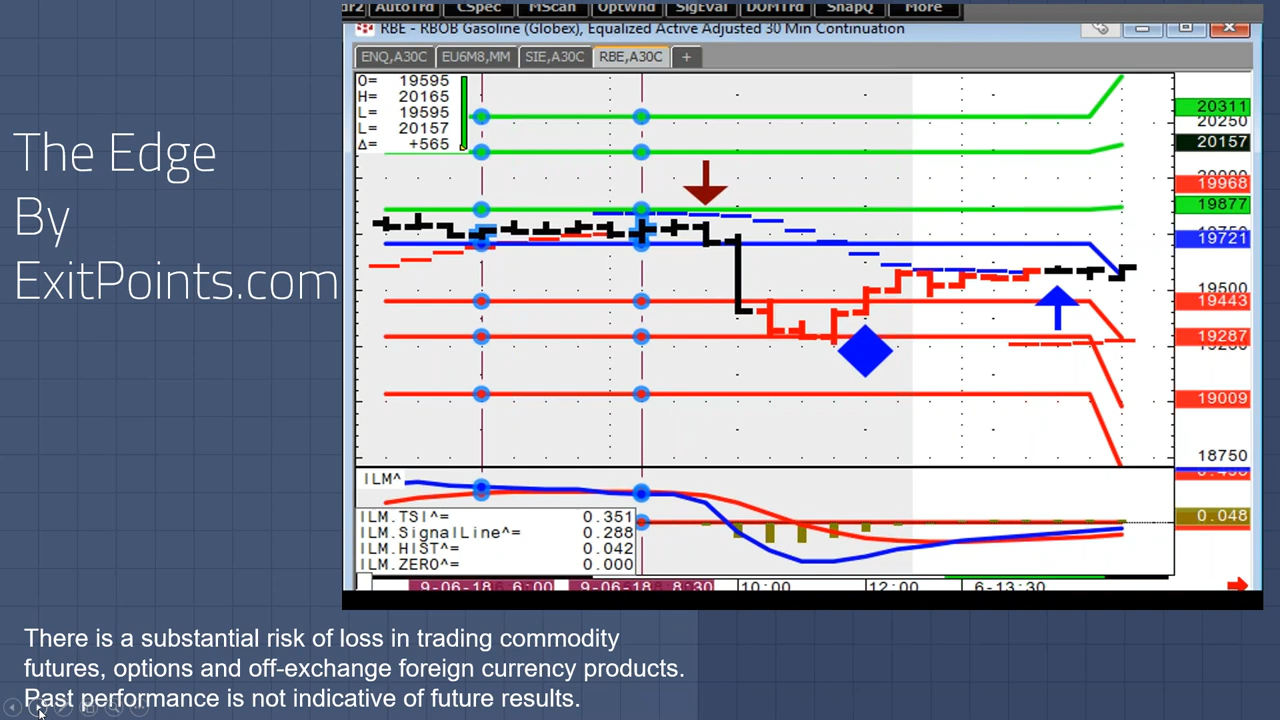 The Edge
By
ExitPoints.com
dr2 AutoTrd CSpec MScan OptWnd SigEval DOMTrd SnapQ More
RBE - RBOB Gasoline (Globex), Equalized Active Adjusted 30 Min Continuation
ENQ,A30C EU6M8,MM SIE,A30C RBE,A30C +
O= 19595
H= 20165
L= 19595
L= 20157
Δ= +565
20311
20250
20157
19968
19877
19721
19500
19443
19287
19009
18750
ILM^
ILM.TSI^= 0.351
ILM.SignalLine^= 0.288
ILM.HIST^= 0.042
ILM.ZERO^= 0.000
0.048
9-06-18 6:00 9-06-18 8:30 10:00 12:00 6-13:30
There is a substantial risk of loss in trading commodity
futures, options and off-exchange foreign currency products.
Past performance is not indicative of future results.